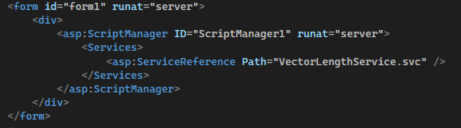 <form id="form1" runat="server">
<div>
<asp:ScriptManager ID="ScriptManager1" runat="server">
<Services>
<asp:ServiceReference Path="VectorLengthService.svc" />
</Services>
</asp:ScriptManager>
</div>
</form>